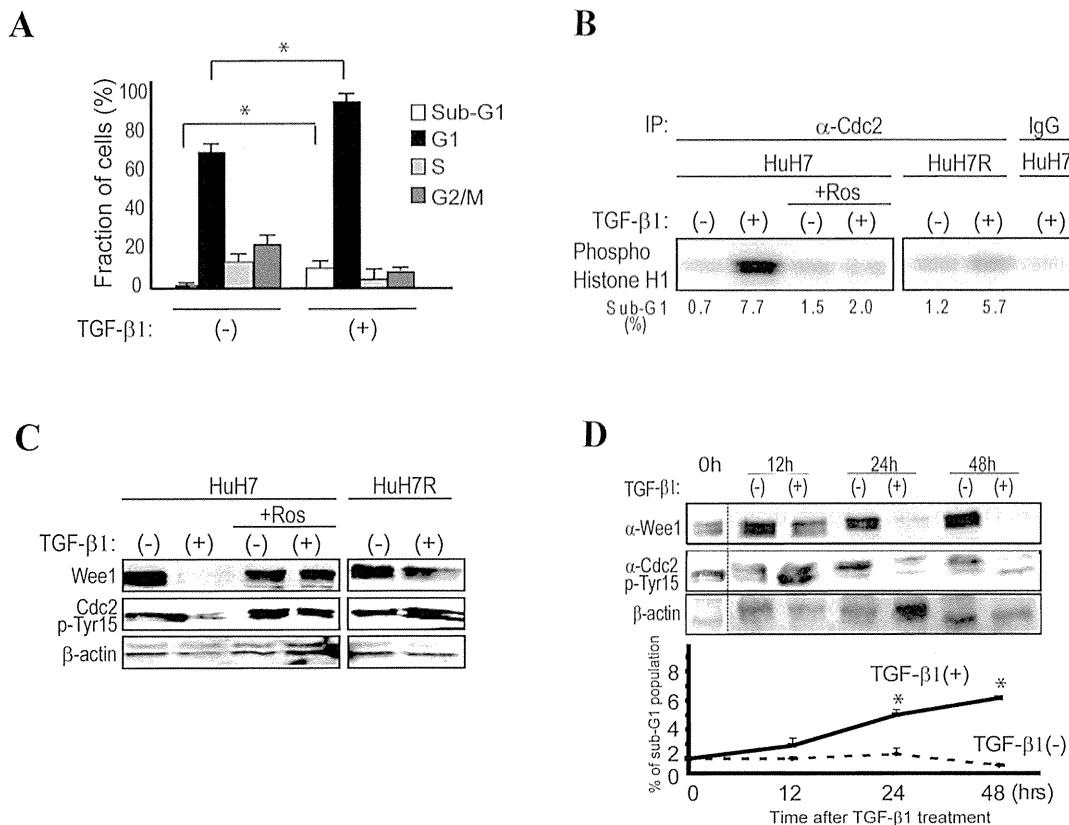 A
Fraction of cells (%)
100
80
60
40
20
0
*
*
Sub-G1
G1
S
G2/M
TGF-β1: (-) (+)
B
IP: α-Cdc2 IgG
HuH7 HuH7R HuH7
+Ros
TGF-β1: (-) (+) (-) (+) (-) (+) (+)
Phospho
Histone H1
Sub-G1 0.7 7.7 1.5 2.0 1.2 5.7
(%)
C
HuH7 HuH7R
+Ros
TGF-β1: (-) (+) (-) (+) (-) (+)
Wee1
Cdc2
p-Tyr15
β-actin
D
0h 12h 24h 48h
TGF-β1: (-) (+) (-) (+) (-) (+)
α-Wee1
α-Cdc2
p-Tyr15
β-actin
% of sub-G1 population
8
6
4
2
0
TGF-β1(+)
*
*
TGF-β1(-)
0 12 24 48 (hrs)
Time after TGF-β1 treatment